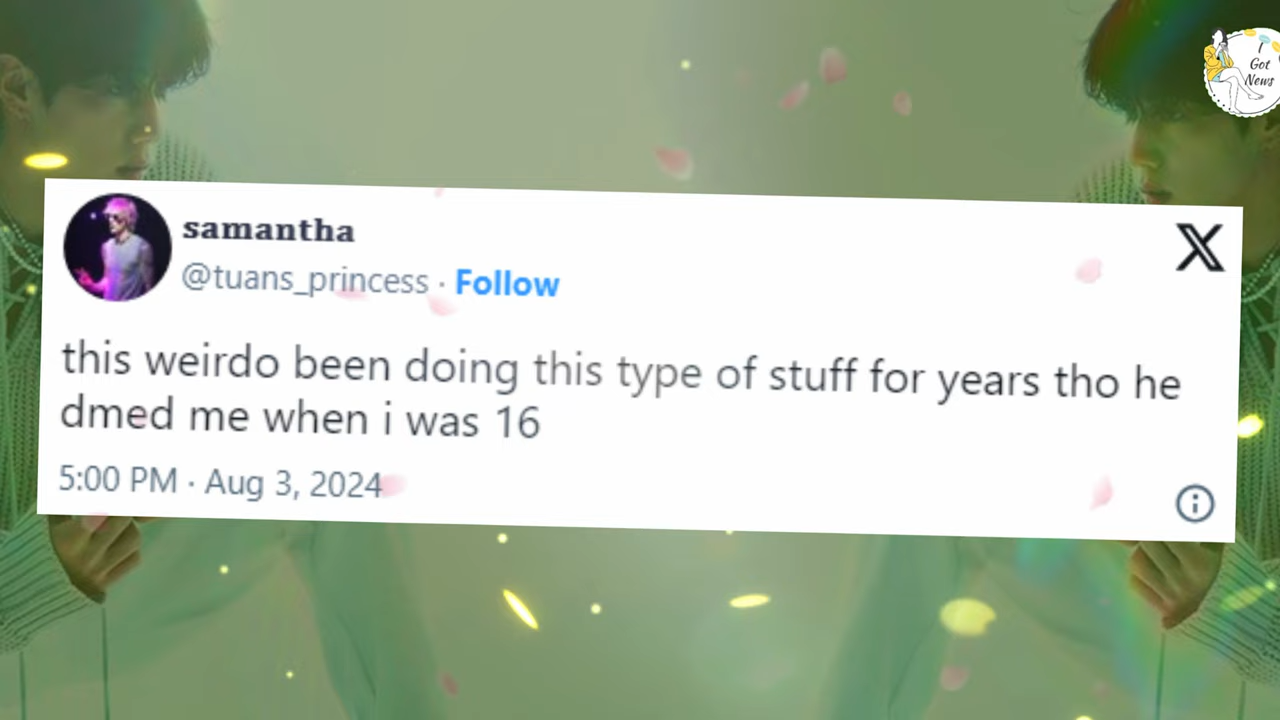 Got
News
samantha
@tuans_princess · Follow
this weirdo been doing this type of stuff for years tho he
dmed me when i was 16
5:00 PM · Aug 3, 2024